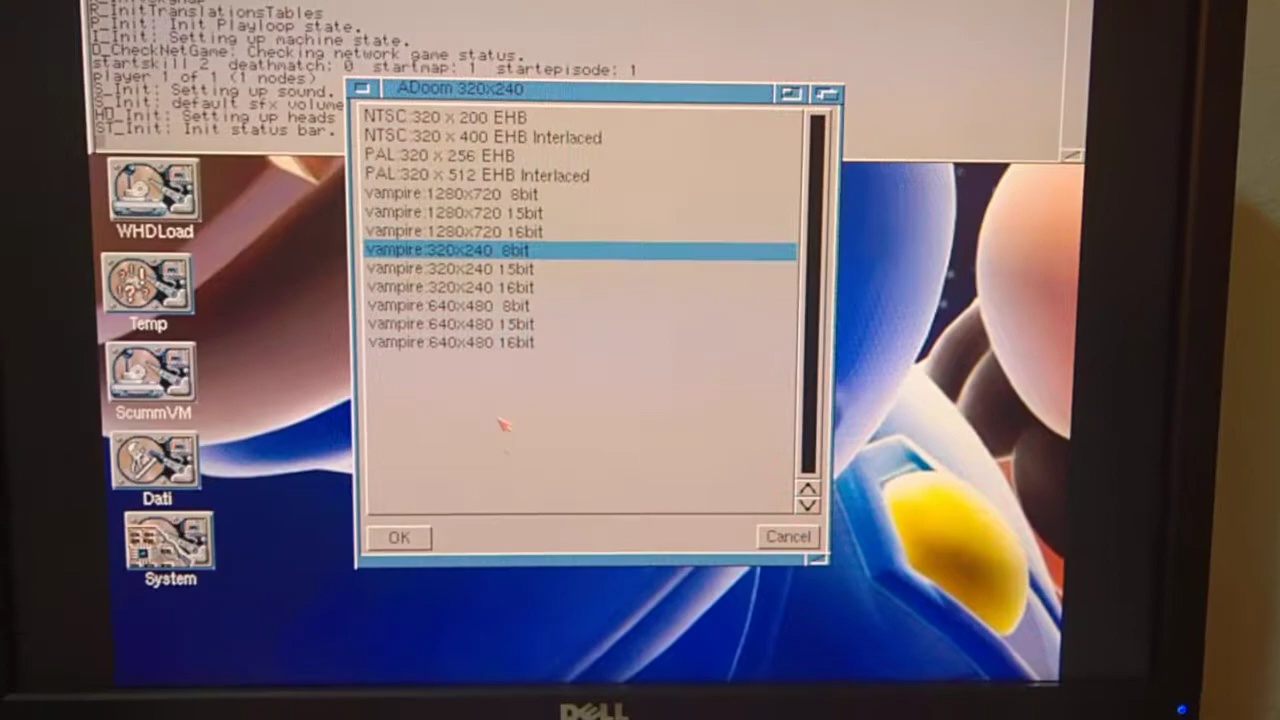 R_InitTranslationsTables
P_Init: Init Playloop state.
I_Init: Setting up machine state.
D_CheckNetGame: Checking network game status.
startskill 2  deathmatch: 0  startmap: 1  startepisode: 1
player 1 of 1 (1 nodes)
S_Init: Setting up sound.
S_Init: default sfx volume
HU_Init: Setting up heads
ST_Init: Init status bar.
ADoom 320x240
NTSC:320 x 200 EHB
NTSC:320 x 400 EHB Interlaced
PAL:320 x 256 EHB
PAL:320 x 512 EHB Interlaced
vampire:1280x720  8bit
vampire:1280x720 15bit
vampire:1280x720 16bit
vampire:320x240  8bit
vampire:320x240 15bit
vampire:320x240 16bit
vampire:640x480  8bit
vampire:640x480 15bit
vampire:640x480 16bit
OK
Cancel
WHDLoad
Temp
ScummVM
Dati
System
DELL